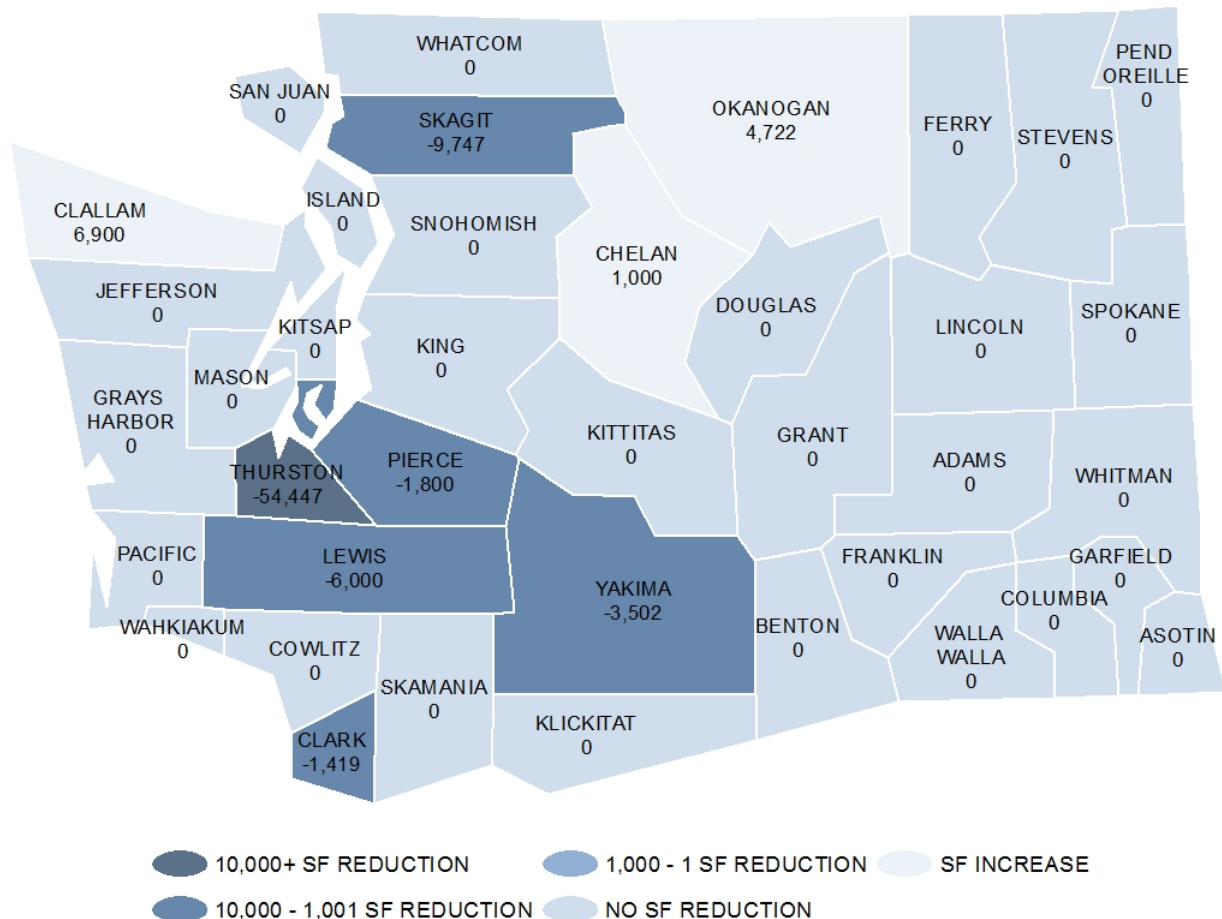 WHATCOM
0
SAN JUAN
0
SKAGIT
-9,747
OKANOGAN
4,722
FERRY
0
STEVENS
0
PEND
OREILLE
0
CLALLAM
6,900
ISLAND
0
SNOHOMISH
0
CHELAN
1,000
JEFFERSON
0
KITSAP
0
KING
0
DOUGLAS
0
LINCOLN
0
SPOKANE
0
MASON
0
GRAYS
HARBOR
0
THURSTON
-54,447
PIERCE
-1,800
KITTITAS
0
GRANT
0
ADAMS
0
WHITMAN
0
PACIFIC
0
LEWIS
-6,000
YAKIMA
-3,502
FRANKLIN
0
GARFIELD
0
COLUMBIA
0
WAHKIAKUM
0
COWLITZ
0
SKAMANIA
0
BENTON
0
WALLA
WALLA
0
ASOTIN
0
CLARK
-1,419
KLICKITAT
0
10,000+ SF REDUCTION
1,000 - 1 SF REDUCTION
SF INCREASE
10,000 - 1,001 SF REDUCTION
NO SF REDUCTION